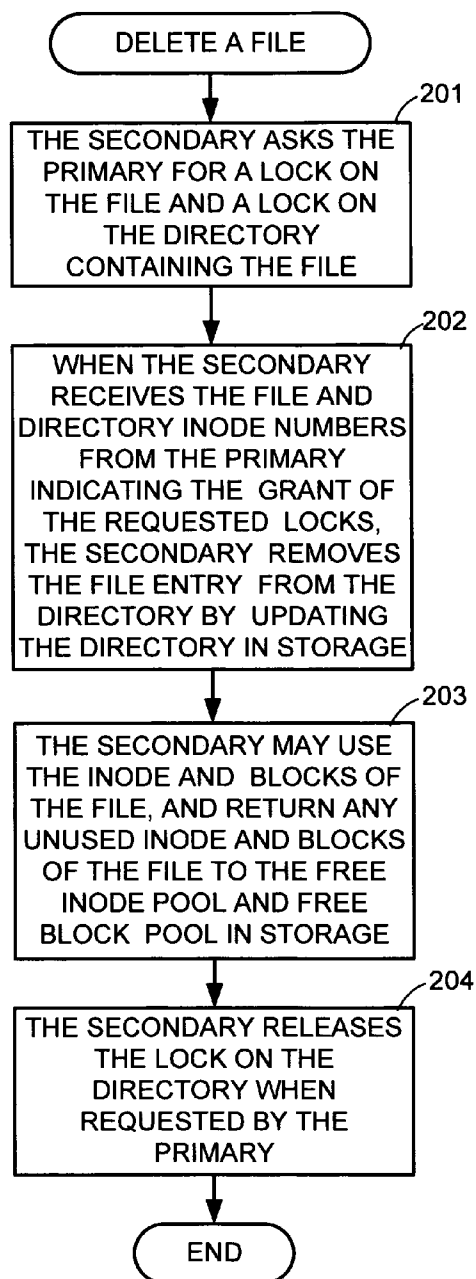 DELETE A FILE
201
THE SECONDARY ASKS THE
PRIMARY FOR A LOCK ON
THE FILE AND A LOCK ON
THE DIRECTORY
CONTAINING THE FILE
202
WHEN THE SECONDARY
RECEIVES THE FILE AND
DIRECTORY INODE NUMBERS
FROM THE PRIMARY
INDICATING THE GRANT OF
THE REQUESTED LOCKS,
THE SECONDARY REMOVES
THE FILE ENTRY FROM THE
DIRECTORY BY UPDATING
THE DIRECTORY IN STORAGE
203
THE SECONDARY MAY USE
THE INODE AND BLOCKS OF
THE FILE, AND RETURN ANY
UNUSED INODE AND BLOCKS
OF THE FILE TO THE FREE
INODE POOL AND FREE
BLOCK POOL IN STORAGE
204
THE SECONDARY RELEASES
THE LOCK ON THE
DIRECTORY WHEN
REQUESTED BY THE
PRIMARY
END